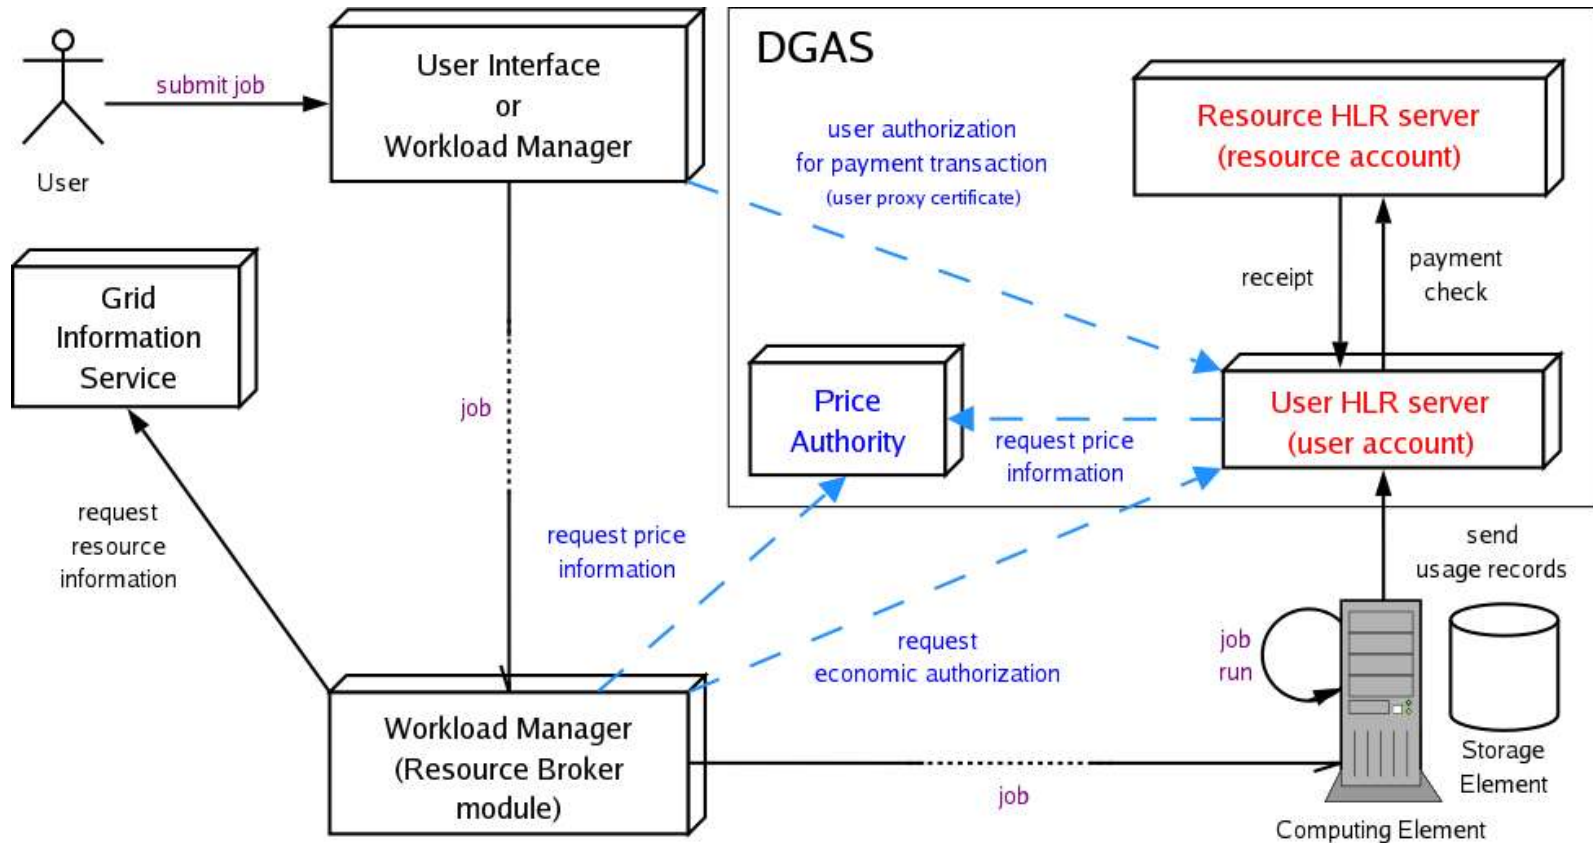 DGAS
User Interface
or
Workload Manager
submit job
User
user authorization
for payment transaction
(user proxy certificate)
Resource HLR server
(resource account)
receipt
payment
check
Grid
Information
Service
job
Price
Authority
request price
information
User HLR server
(user account)
request
resource
information
request price
information
send
usage records
request
economic authorization
job
run
Workload Manager
(Resource Broker
module)
job
Storage
Element
Computing Element